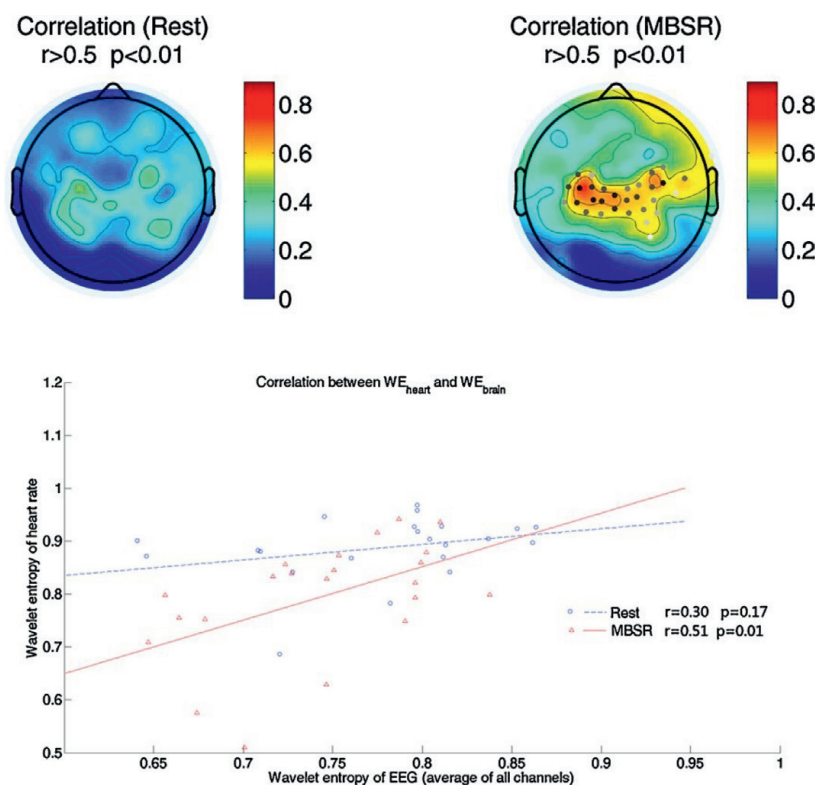 Correlation (Rest)
r>0.5 p<0.01
0.8
0.6
0.4
0.2
0
Correlation (MBSR)
r>0.5 p<0.01
0.8
0.6
0.4
0.2
0
Correlation between WEheart and WEbrain
Wavelet entropy of heart rate
1.2
1.1
1
0.9
0.8
0.7
0.6
0.5
Rest r=0.30 p=0.17
MBSR r=0.51 p=0.01
0.65 0.7 0.75 0.8 0.85 0.9 0.95 1
Wavelet entropy of EEG (average of all channels)